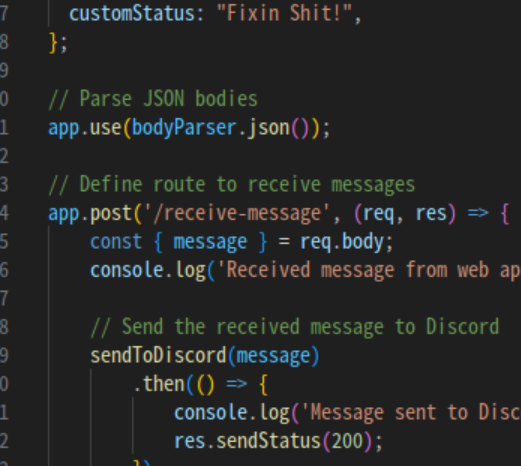 7 customStatus: "Fixin Shit!",
8 };
9
0 // Parse JSON bodies
1 app.use(bodyParser.json());
2
3 // Define route to receive messages
4 app.post('/receive-message', (req, res) => {
5 const { message } = req.body;
6 console.log('Received message from web ap
7
8 // Send the received message to Discord
9 sendToDiscord(message)
0 .then(() => {
1 console.log('Message sent to Disc
2 res.sendStatus(200);
3 })